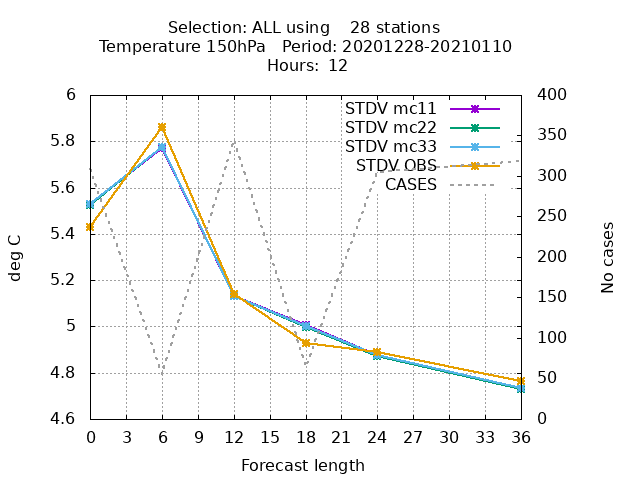 Selection: ALL using    28 stations
Temperature 150hPa   Period: 20201228-20210110
Hours:  12
STDV mc11
STDV mc22
STDV mc33
STDV OBS
CASES
6
5.8
5.6
5.4
5.2
5
4.8
4.6
deg C
400
350
300
250
200
150
100
50
0
No cases
0 3 6 9 12 15 18 21 24 27 30 33 36
Forecast length